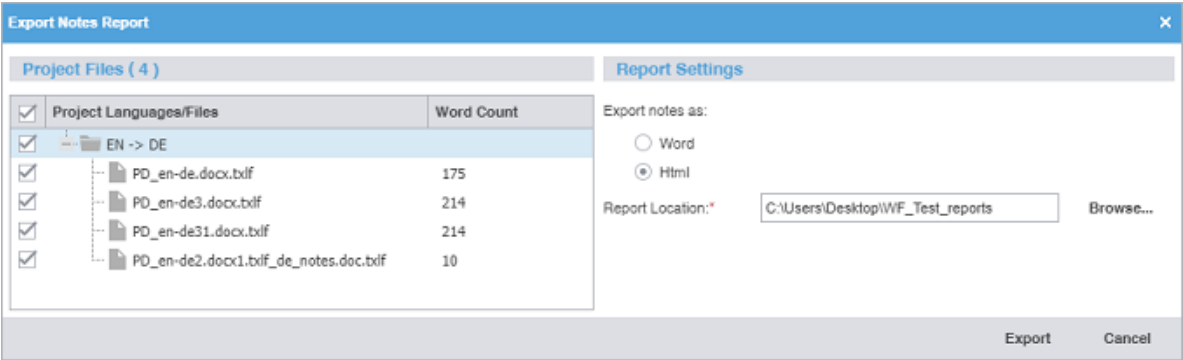 Export Notes Report
Project Files ( 4 )
Project Languages/Files Word Count
EN -> DE
PD_en-de.docx.txlf 175
PD_en-de3.docx.txlf 214
PD_en-de31.docx.txlf 214
PD_en-de2.docx1.txlf_de_notes.doc.txlf 10
Report Settings
Export notes as:
Word
Html
Report Location:* C:\Users\Desktop\WF_Test_reports Browse...
Export Cancel